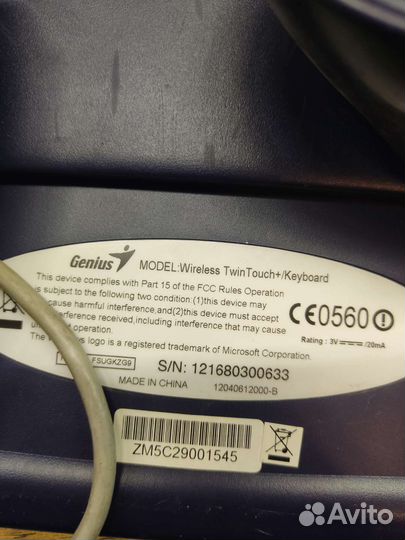 Genius MODEL:Wireless TwinTouch+/Keyboard
This device complies with Part 15 of the FCC Rules Operation
is subject to the following two condition:(1)this device may
cause harmful interference,and(2)this device must accept
interference received,including interference that may
cause undesired operation.
Windows logo is a registered trademark of Microsoft Corporation.
CE0560
Rating : 3V 20mA
FSUGKZG9
S/N: 121680300633
MADE IN CHINA 12040612000-B
ZM5C29001545
Avito